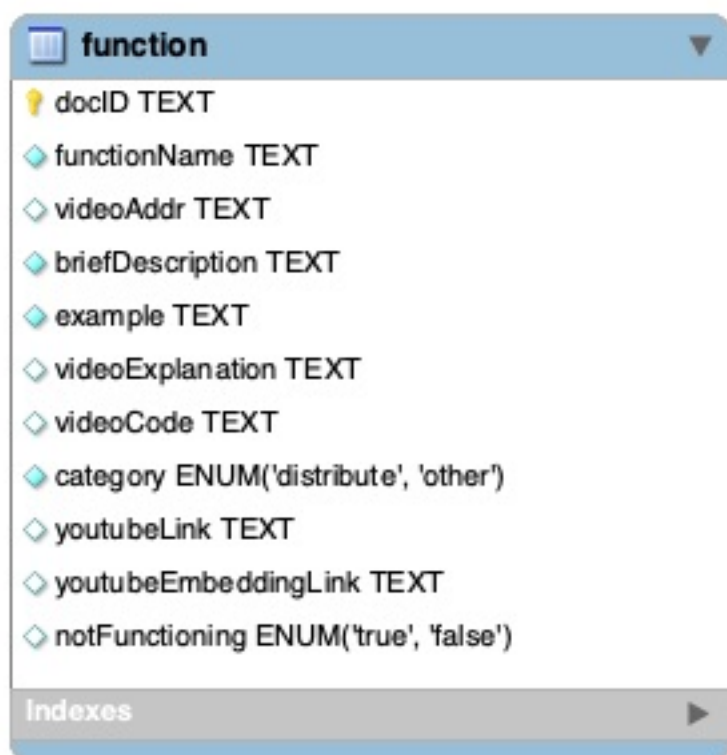 function
docID TEXT
functionName TEXT
videoAddr TEXT
briefDescription TEXT
example TEXT
videoExplanation TEXT
videoCode TEXT
category ENUM('distribute', 'other')
youtubeLink TEXT
youtubeEmbeddingLink TEXT
notFunctioning ENUM('true', 'false')
Indexes